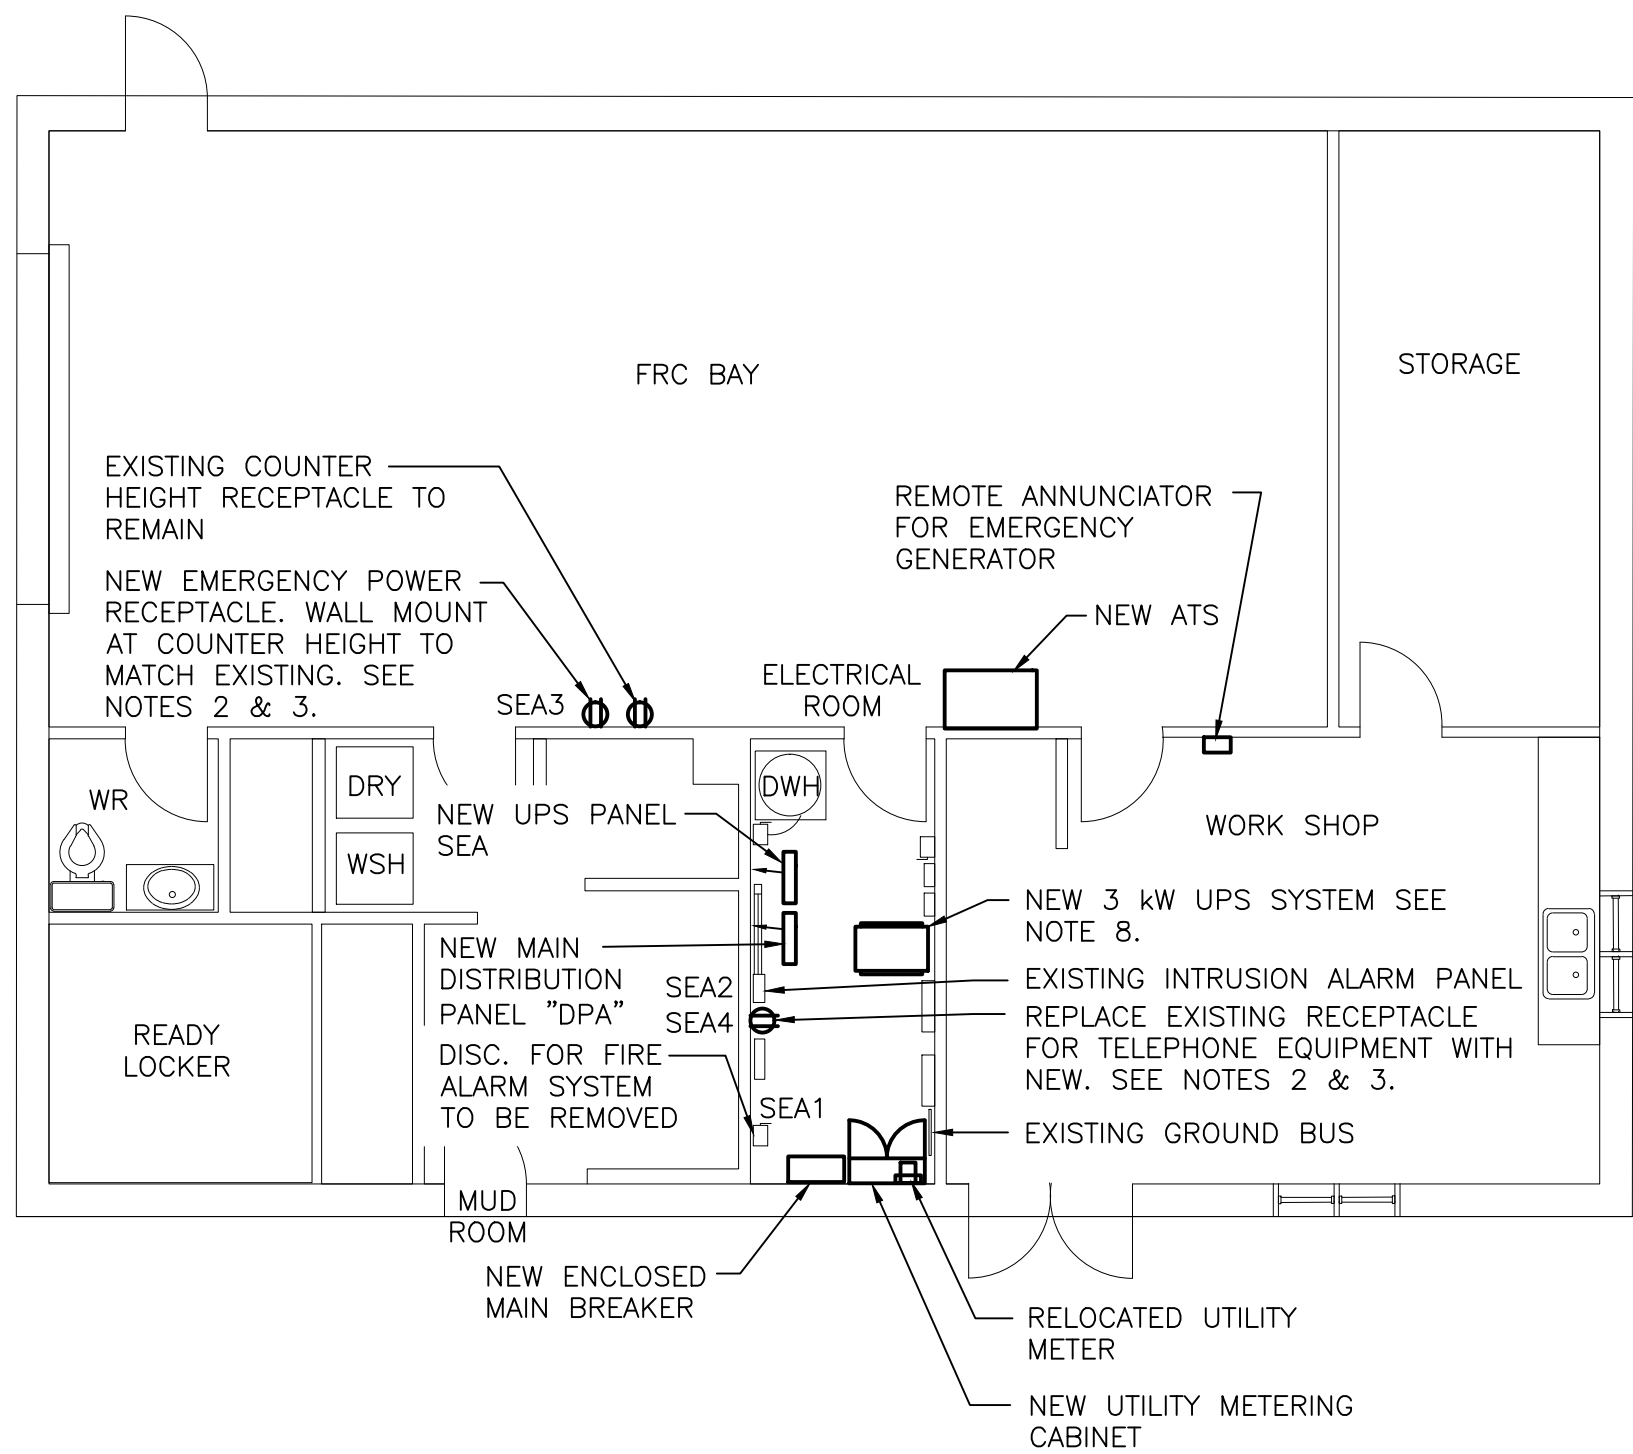 FRC BAY
STORAGE
EXISTING COUNTER
HEIGHT RECEPTACLE TO
REMAIN
REMOTE ANNUNCIATOR
FOR EMERGENCY
GENERATOR
NEW EMERGENCY POWER
RECEPTACLE. WALL MOUNT
AT COUNTER HEIGHT TO
MATCH EXISTING. SEE
NOTES 2 & 3.
NEW ATS
SEA3
ELECTRICAL
ROOM
WR
DRY
WSH
DWH
NEW UPS PANEL
SEA
WORK SHOP
NEW 3 kW UPS SYSTEM SEE
NOTE 8.
NEW MAIN
DISTRIBUTION
PANEL "DPA"
SEA2
SEA4
EXISTING INTRUSION ALARM PANEL
REPLACE EXISTING RECEPTACLE
FOR TELEPHONE EQUIPMENT WITH
NEW. SEE NOTES 2 & 3.
READY
LOCKER
DISC. FOR FIRE
ALARM SYSTEM
TO BE REMOVED
SEA1
EXISTING GROUND BUS
MUD
ROOM
NEW ENCLOSED
MAIN BREAKER
RELOCATED UTILITY
METER
NEW UTILITY METERING
CABINET